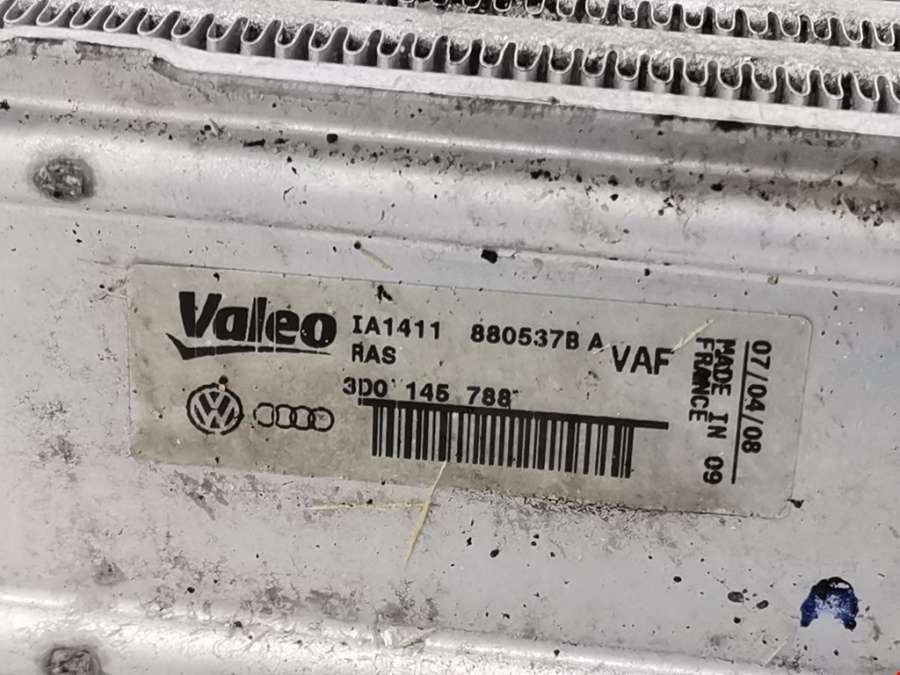 Valeo IA1411 880537B A
RAS VAF
3D0 145 788
07/04/08
MADE IN 09
FRANCE